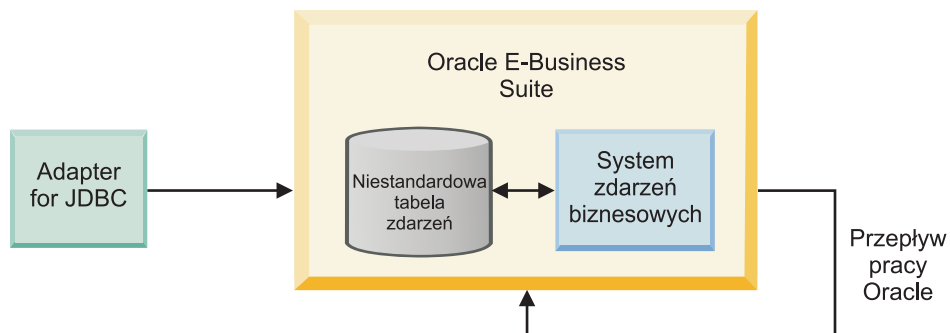 Oracle E-Business
Suite
Adapter
for JDBC
Niestandardowa
tabela
zdarzeń
System
zdarzeń
biznesowych
Przepływ
pracy
Oracle